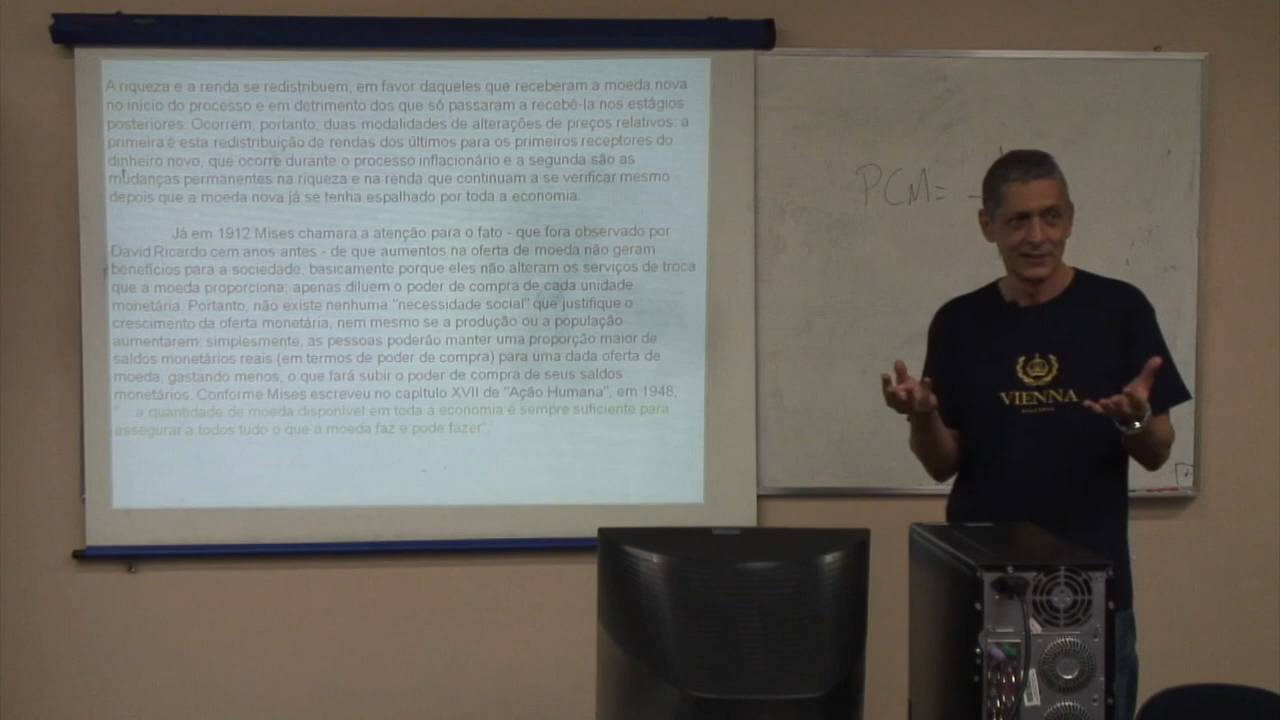 A riqueza e a renda se redistribuem, em favor daqueles que receberam a moeda nova
no início do processo e em detrimento dos que só passaram a recebê-la nos estágios
posteriores. Ocorrem, portanto, duas modalidades de alterações de preços relativos: a
primeira é esta redistribuição de rendas dos últimos para os primeiros receptores do
dinheiro novo, que ocorre durante o processo inflacionário e a segunda são as
mudanças permanentes na riqueza e na renda que continuam a se verificar mesmo
depois que a moeda nova já se tenha espalhado por toda a economia.
Já em 1912 Mises chamara a atenção para o fato - que fora observado por
David Ricardo cem anos antes - de que aumentos na oferta de moeda não geram
benefícios para a sociedade, basicamente porque eles não alteram os serviços de troca
que a moeda proporciona; apenas diluem o poder de compra de cada unidade
monetária. Portanto, não existe nenhuma "necessidade social" que justifique o
crescimento da oferta monetária, nem mesmo se a produção ou a população
aumentarem: simplesmente, as pessoas poderão manter uma proporção maior de
saldos monetários reais (em termos de poder de compra) para uma dada oferta de
moeda, gastando menos, o que fará subir o poder de compra de seus saldos
monetários. Conforme Mises escreveu no capítulo XVII de "Ação Humana", em 1948,
a quantidade de moeda disponível em toda a economia é sempre suficiente para
assegurar a todos tudo o que a moeda faz e pode fazer".
PCM=
VIENNA